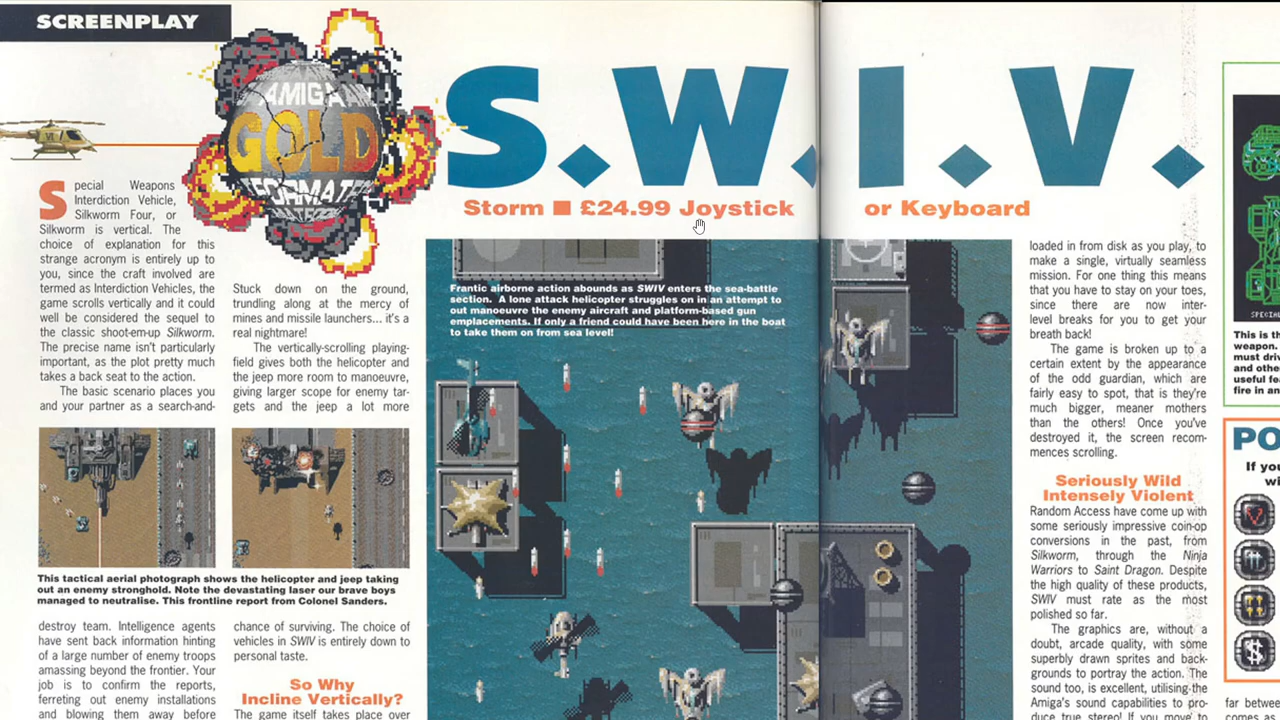 SCREENPLAY
AMIGA
GOLD
S.W.I.V.
Storm ■ £24.99 Joystick or Keyboard
Special Weapons
Interdiction Vehicle,
Silkworm Four, or
Silkworm is vertical. The
choice of explanation for this
strange acronym is entirely up to
you, since the craft involved are
termed as Interdiction Vehicles, the
game scrolls vertically and it could
well be considered the sequel to
the classic shoot-em-up Silkworm.
The precise name isn't particularly
important, as the plot pretty much
takes a back seat to the action.
The basic scenario places you
and your partner as a search-and-
This tactical aerial photograph shows the helicopter and jeep taking
out an enemy stronghold. Note the devastating laser our brave boys
managed to neutralise. This frontline report from Colonel Sanders.
destroy team. Intelligence agents
have sent back information hinting
of a large number of enemy troops
amassing beyond the frontier. Your
job is to confirm the reports,
ferreting out enemy installations
and blowing them away before
Stuck down on the ground,
trundling along at the mercy of
mines and missile launchers... it's a
real nightmare!
The vertically-scrolling playing-
field gives both the helicopter and
the jeep more room to manoeuvre,
giving larger scope for enemy tar-
gets and the jeep a lot more
chance of surviving. The choice of
vehicles in SWIV is entirely down to
personal taste.
So Why
Incline Vertically?
The game itself takes place over
Frantic airborne action abounds as SWIV enters the sea-battle
section. A lone attack helicopter struggles on in an attempt to
out manoeuvre the enemy aircraft and platform-based gun
emplacements. If only a friend could have been here in the boat
to take them on from sea level!
loaded in from disk as you play, to
make a single, virtually seamless
mission. For one thing this means
that you have to stay on your toes,
since there are now inter-
level breaks for you to get your
breath back!
The game is broken up to a
certain extent by the appearance
of the odd guardian, which are
fairly easy to spot, that is they're
much bigger, meaner mothers
than the others! Once you've
destroyed it, the screen recom-
mences scrolling.
Seriously Wild
Intensely Violent
Random Access have come up with
some seriously impressive coin-op
conversions in the past, from
Silkworm, through the Ninja
Warriors to Saint Dragon. Despite
the high quality of these products,
SWIV must rate as the most
polished so far.
The graphics are, without a
doubt, arcade quality, with some
superbly drawn sprites and back-
grounds to portray the action. The
sound too, is excellent, utilising the
Amiga's sound capabilities to pro-
duce true stereo! If you
SPECIAL
This is th
weapon.
must driv
and othe
useful fea
fire in an
PO
If you
wi
far betwee
comes